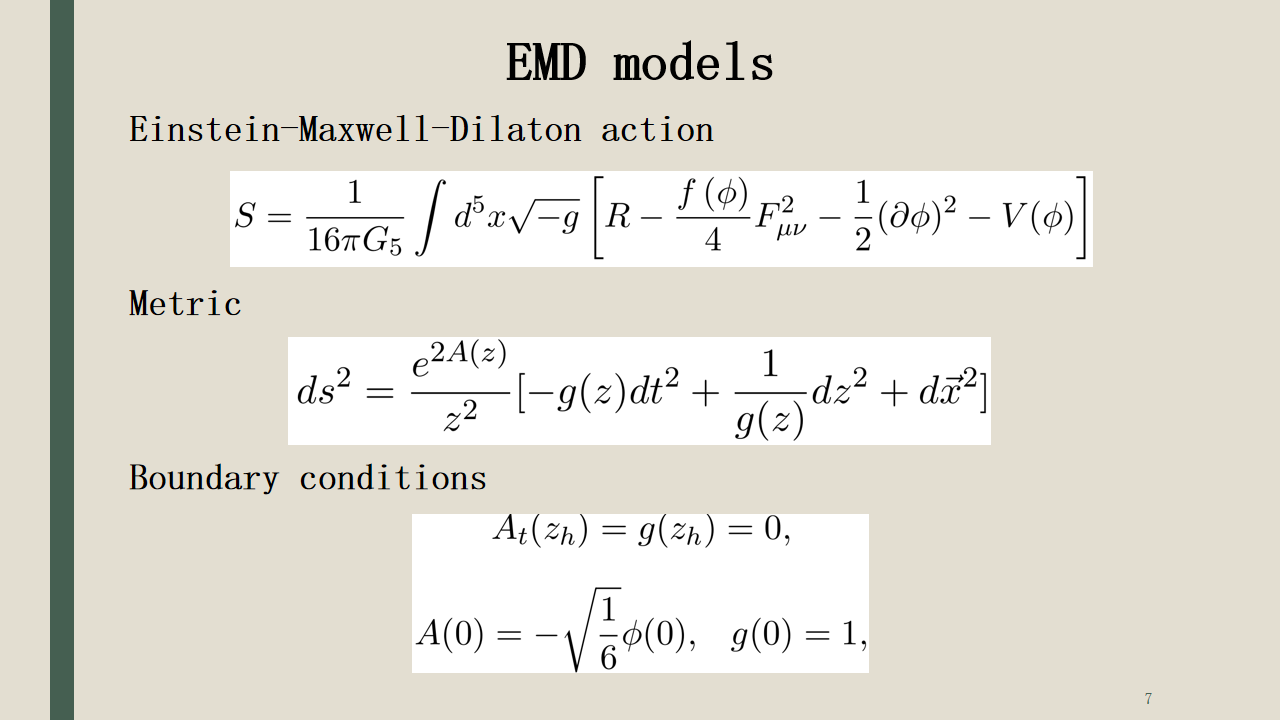 EMD models
Einstein-Maxwell-Dilaton action
S = \frac{1}{16\pi G_5} \int d^5x \sqrt{-g} \left[ R - \frac{f(\phi)}{4} F_{\mu\nu}^2 - \frac{1}{2} (\partial\phi)^2 - V(\phi) \right]
Metric
ds^2 = \frac{e^{2A(z)}}{z^2} [-g(z)dt^2 + \frac{1}{g(z)} dz^2 + d\vec{x}^2]
Boundary conditions
A_t(z_h) = g(z_h) = 0,
A(0) = -\sqrt{\frac{1}{6}} \phi(0), g(0) = 1,
7